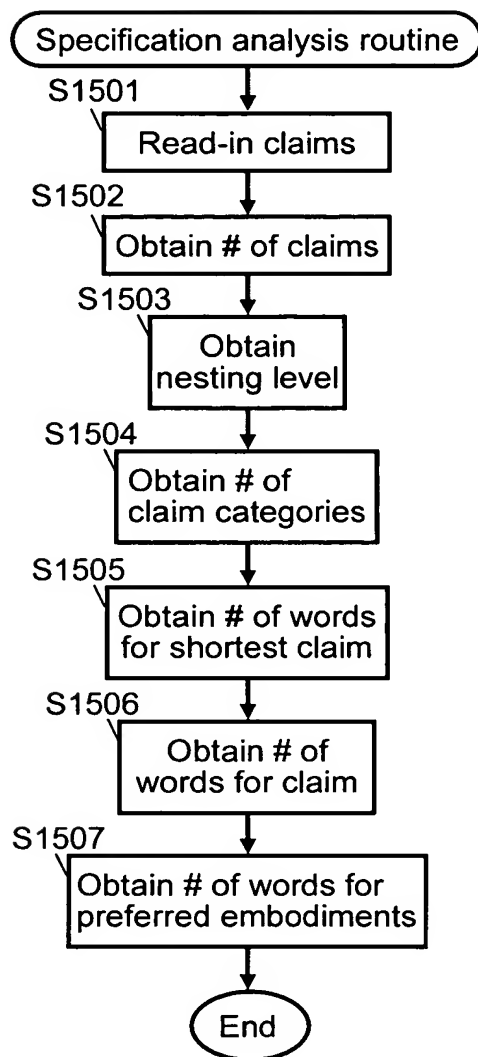 Specification analysis routine
S1501
Read-in claims
S1502
Obtain # of claims
S1503
Obtain
nesting level
S1504
Obtain # of
claim categories
S1505
Obtain # of words
for shortest claim
S1506
Obtain # of
words for claim
S1507
Obtain # of words for
preferred embodiments
End